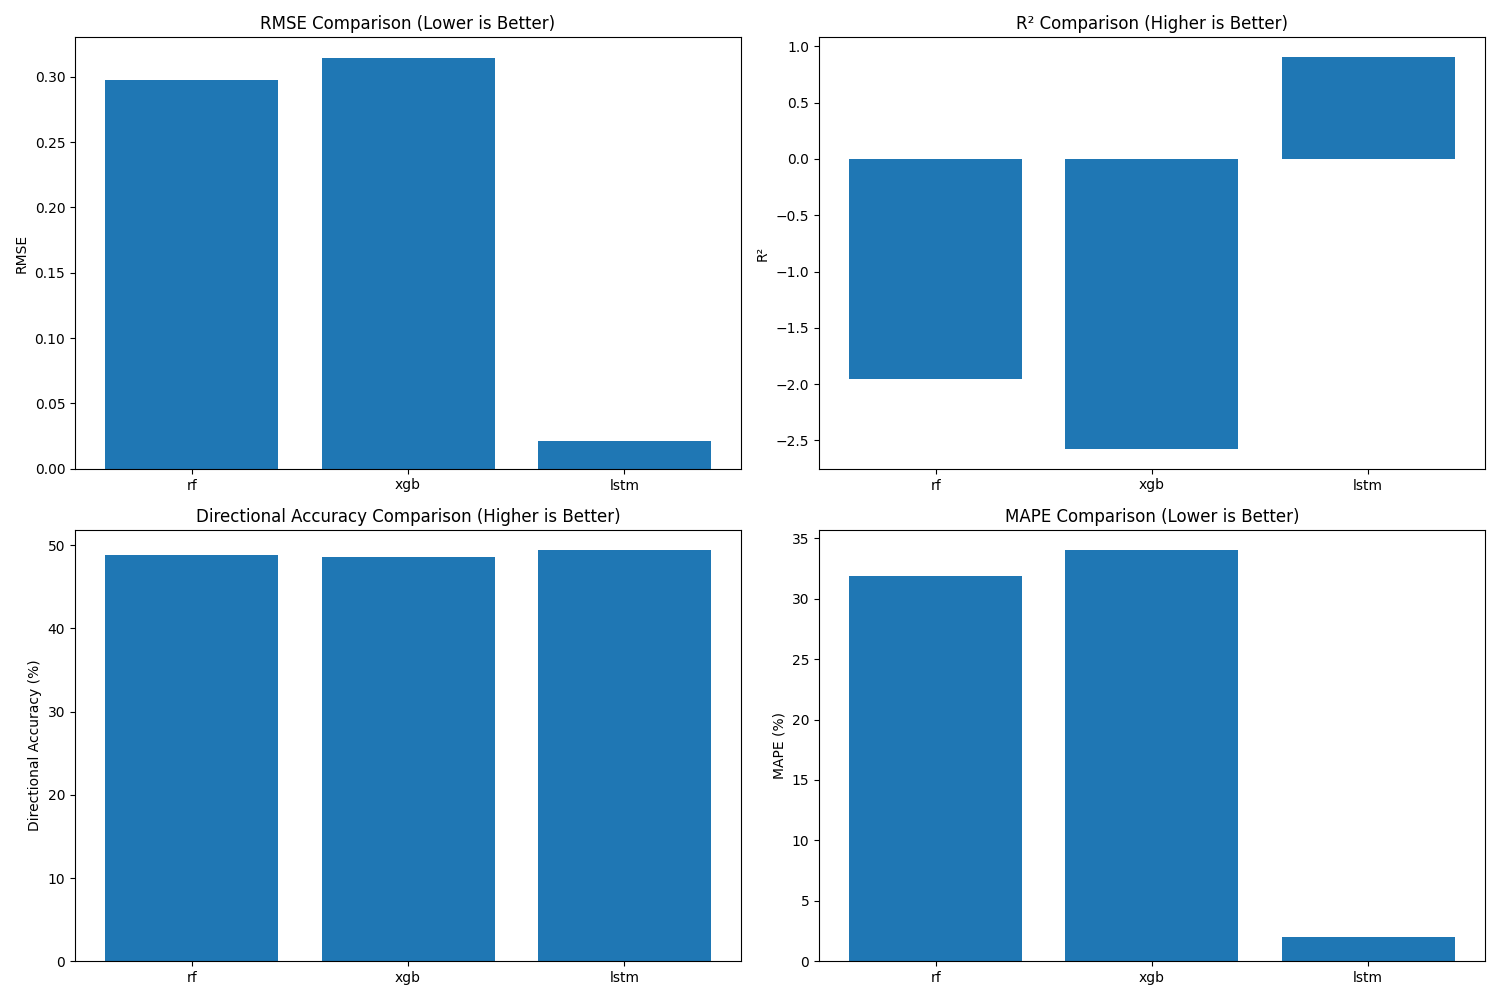 RMSE Comparison (Lower is Better)
RMSE
0.30
0.25
0.20
0.15
0.10
0.05
0.00
rf xgb lstm
R² Comparison (Higher is Better)
R²
1.0
0.5
0.0
−0.5
−1.0
−1.5
−2.0
−2.5
rf xgb lstm
Directional Accuracy Comparison (Higher is Better)
Directional Accuracy (%)
50
40
30
20
10
0
rf xgb lstm
MAPE Comparison (Lower is Better)
MAPE (%)
35
30
25
20
15
10
5
0
rf xgb lstm